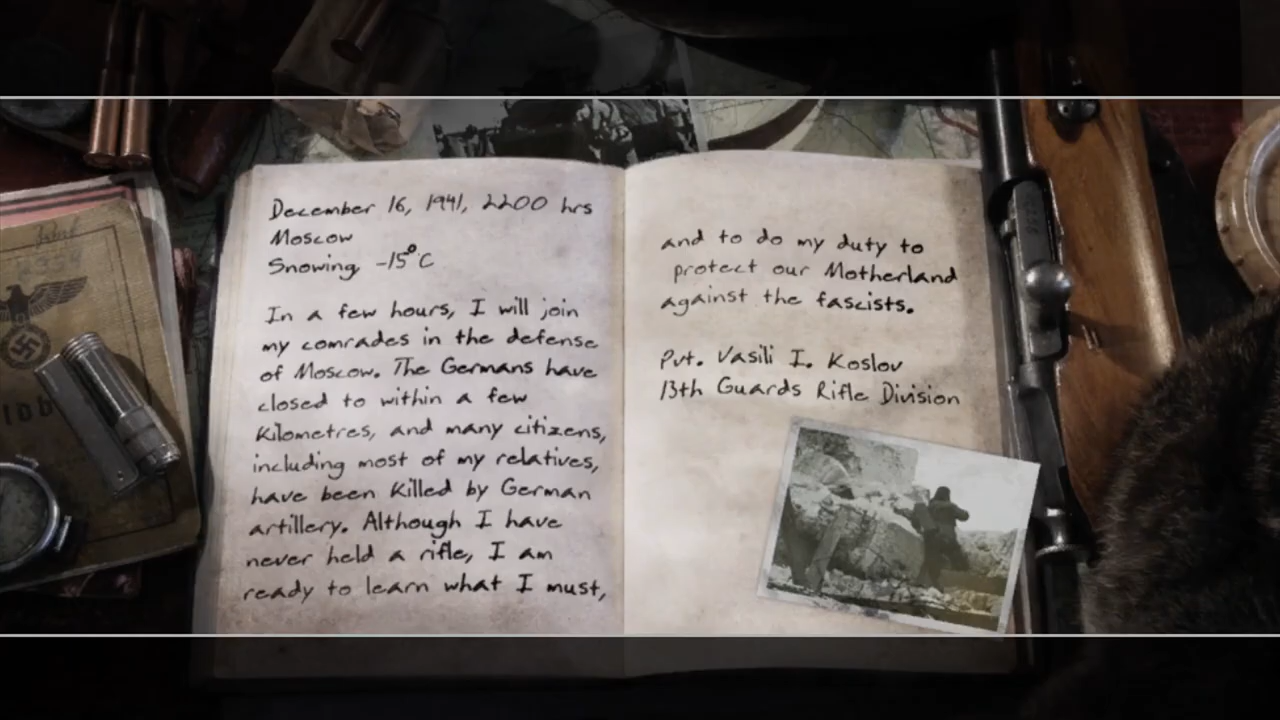 December 16, 1941, 2200 hrs
Moscow
Snowing, -15°C
In a few hours, I will join
my comrades in the defense
of Moscow. The Germans have
closed to within a few
Kilometres, and many citizens,
including most of my relatives,
have been killed by German
artillery. Although I have
never held a rifle, I am
ready to learn what I must,
and to do my duty to
protect our Motherland
against the fascists.
Pvt. Vasili I. Koslov
13th Guards Rifle Division